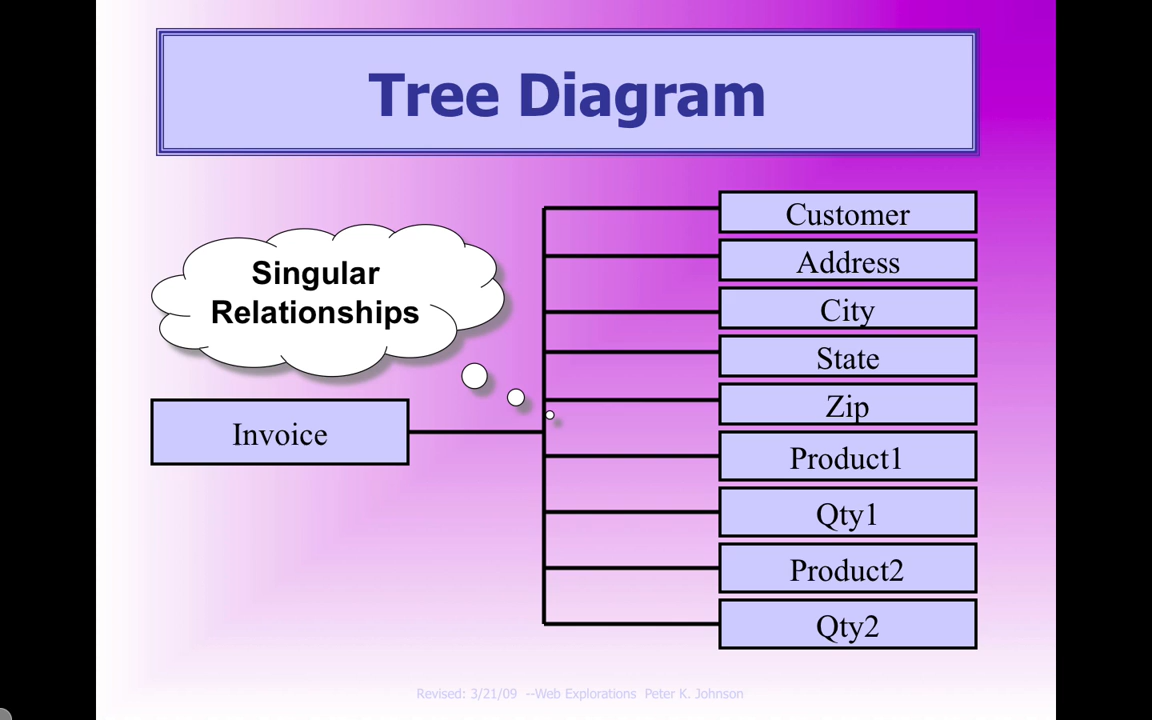 Tree Diagram
Singular
Relationships
Invoice
Customer
Address
City
State
Zip
Product1
Qty1
Product2
Qty2
Revised: 3/21/09 --Web Explorations Peter K. Johnson